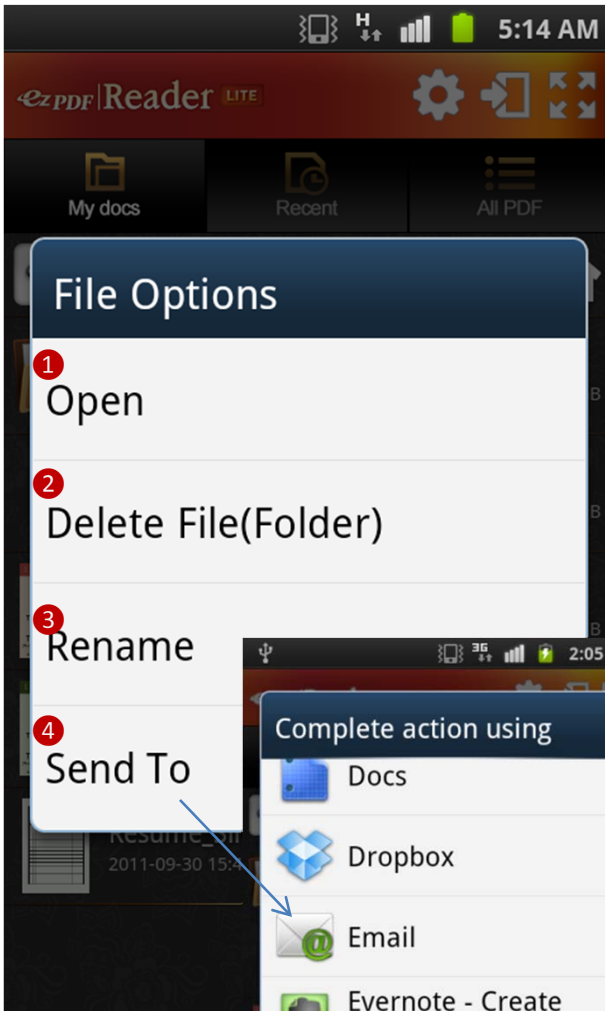 H
5:14 AM
ezPDF Reader LITE
My docs
Recent
All PDF
File Options
1
Open
B
2
Delete File(Folder)
B
3
Rename
B
4
Send To
2011-09-30 15:4
3G
2:05
Complete action using
Docs
Dropbox
Email
Evernote - Create